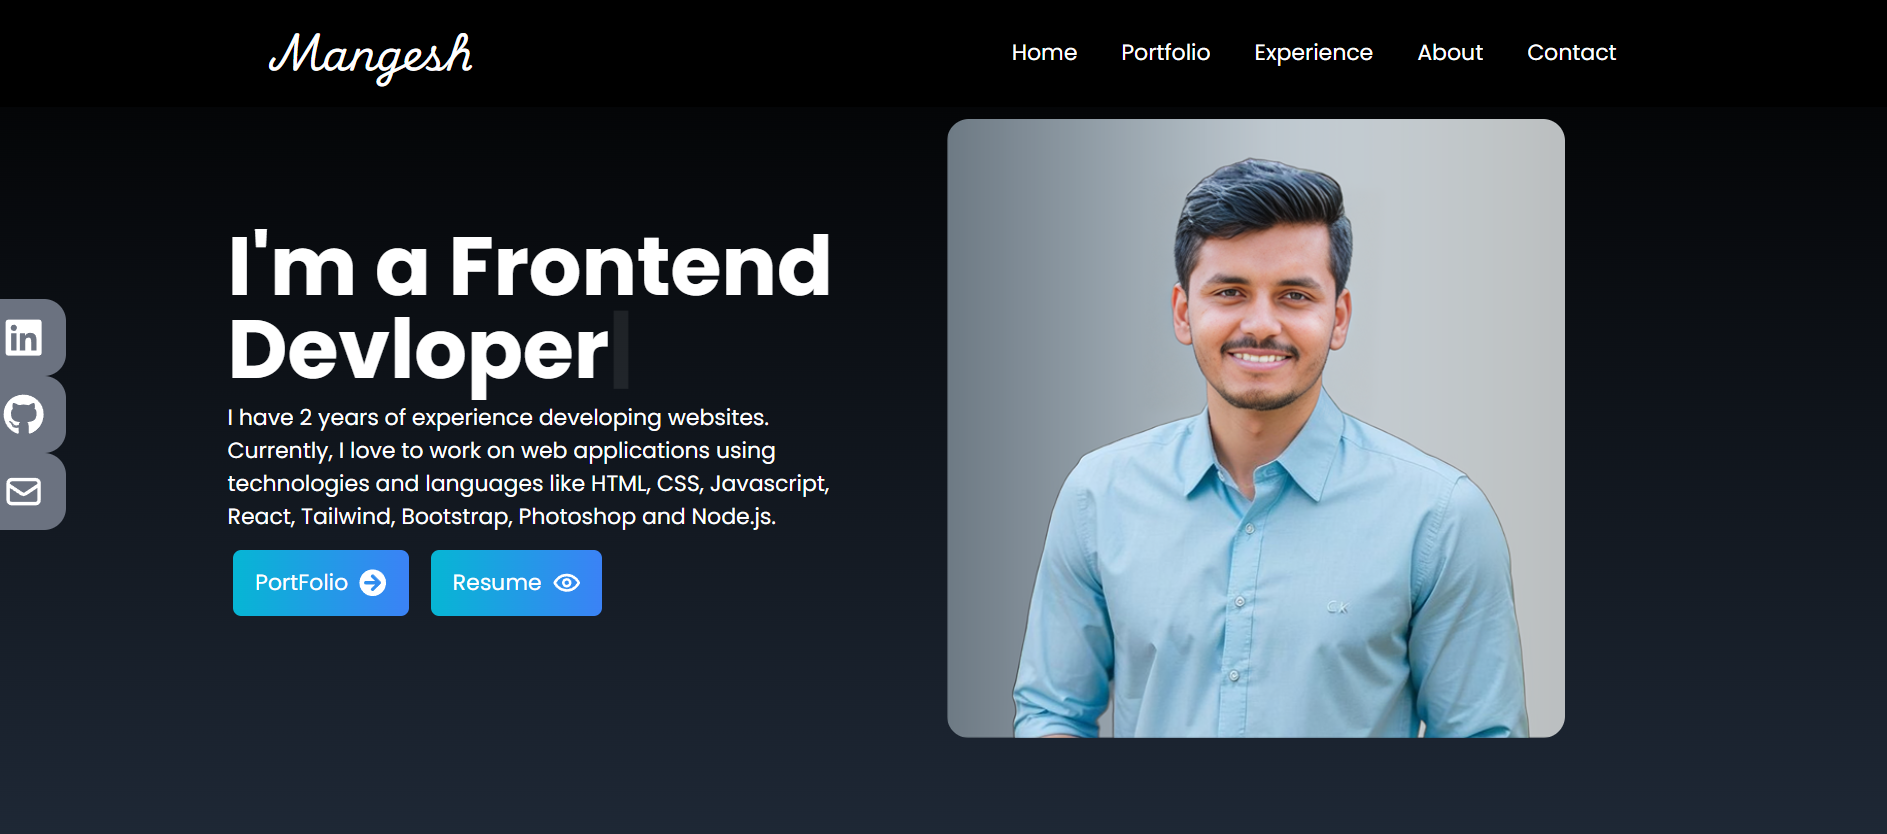 Mangesh
Home Portfolio Experience About Contact
I'm a Frontend
Devloper
I have 2 years of experience developing websites.
Currently, I love to work on web applications using
technologies and languages like HTML, CSS, Javascript,
React, Tailwind, Bootstrap, Photoshop and Node.js.
PortFolio Resume
in
CK